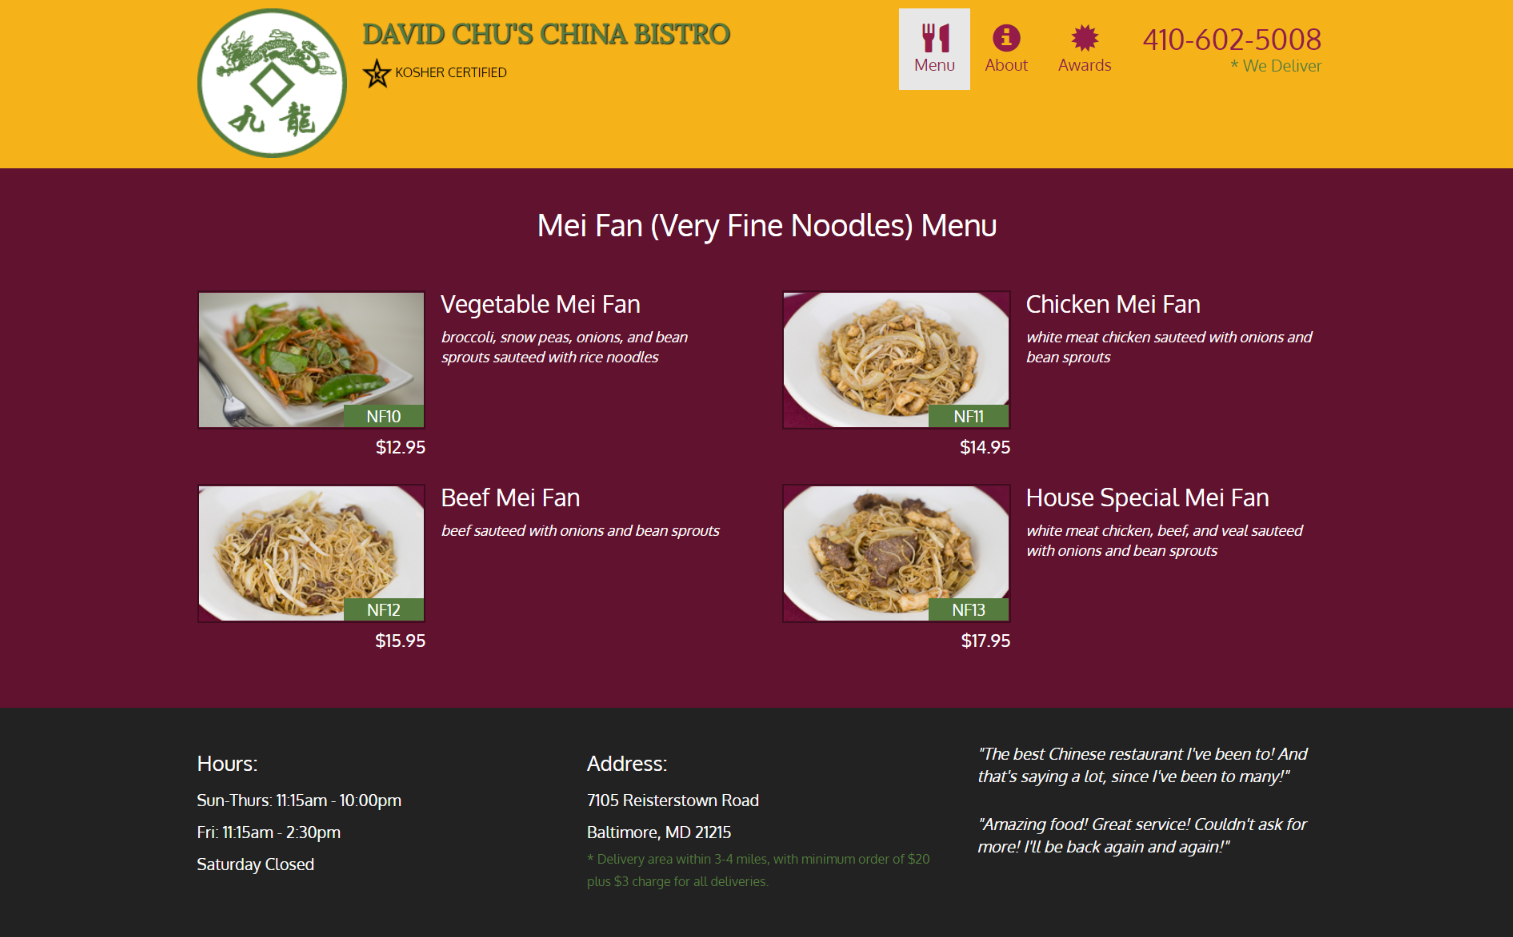 DAVID CHU'S CHINA BISTRO
K KOSHER CERTIFIED
九 龍
Menu
About
Awards
410-602-5008
* We Deliver
Mei Fan (Very Fine Noodles) Menu
Vegetable Mei Fan
broccoli, snow peas, onions, and bean
sprouts sauteed with rice noodles
NF10
$12.95
Chicken Mei Fan
white meat chicken sauteed with onions and
bean sprouts
NF11
$14.95
Beef Mei Fan
beef sauteed with onions and bean sprouts
NF12
$15.95
House Special Mei Fan
white meat chicken, beef, and veal sauteed
with onions and bean sprouts
NF13
$17.95
Hours:
Sun-Thurs: 11:15am - 10:00pm
Fri: 11:15am - 2:30pm
Saturday Closed
Address:
7105 Reisterstown Road
Baltimore, MD 21215
* Delivery area within 3-4 miles, with minimum order of $20
plus $3 charge for all deliveries.
"The best Chinese restaurant I've been to! And
that's saying a lot, since I've been to many!"
"Amazing food! Great service! Couldn't ask for
more! I'll be back again and again!"